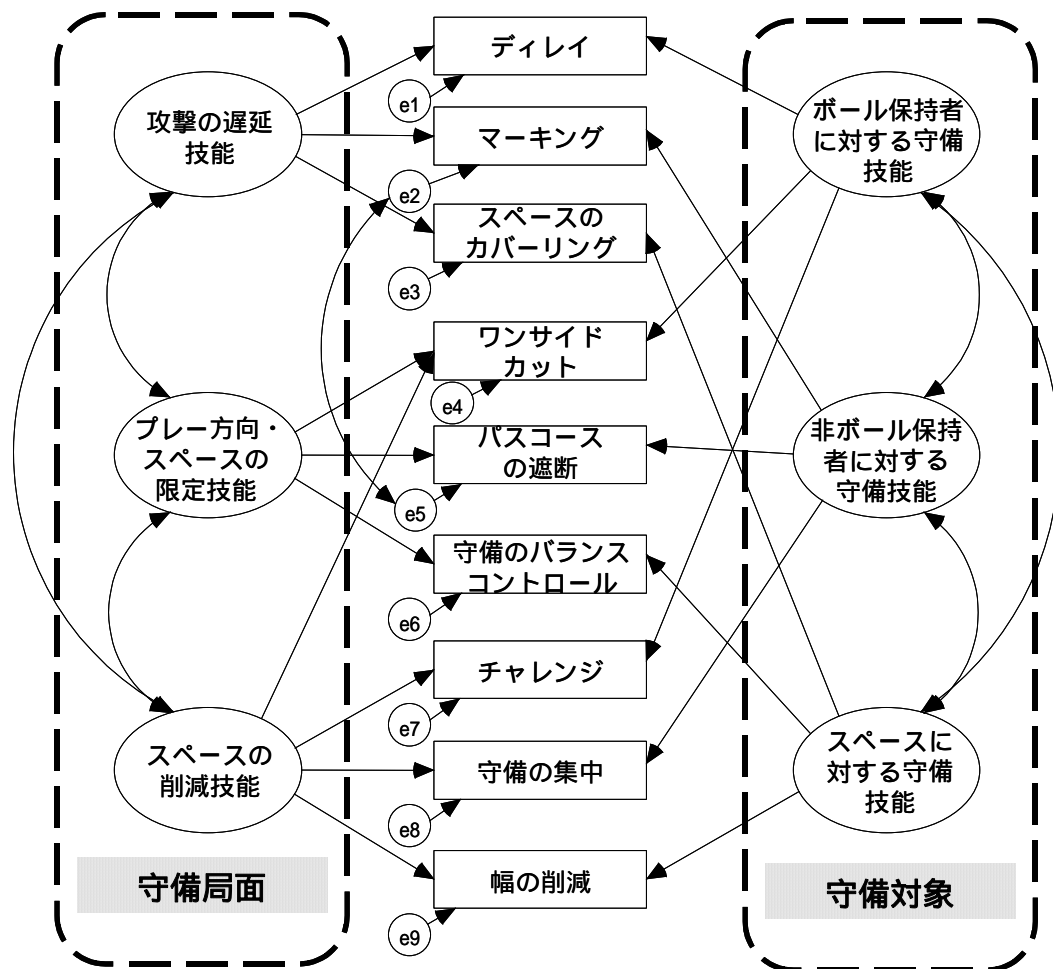 攻撃の遅延
技能
プレー方向・
スペースの
限定技能
スペースの
削減技能
守備局面
ディレイ
e1
マーキング
e2
スペースの
カバーリング
e3
ワンサイド
カット
e4
パスコース
の遮断
e5
守備のバランス
コントロール
e6
チャレンジ
e7
守備の集中
e8
幅の削減
e9
ボール保持者
に対する守備
技能
非ボール保持
者に対する
守備技能
スペースに
対する守備
技能
守備対象